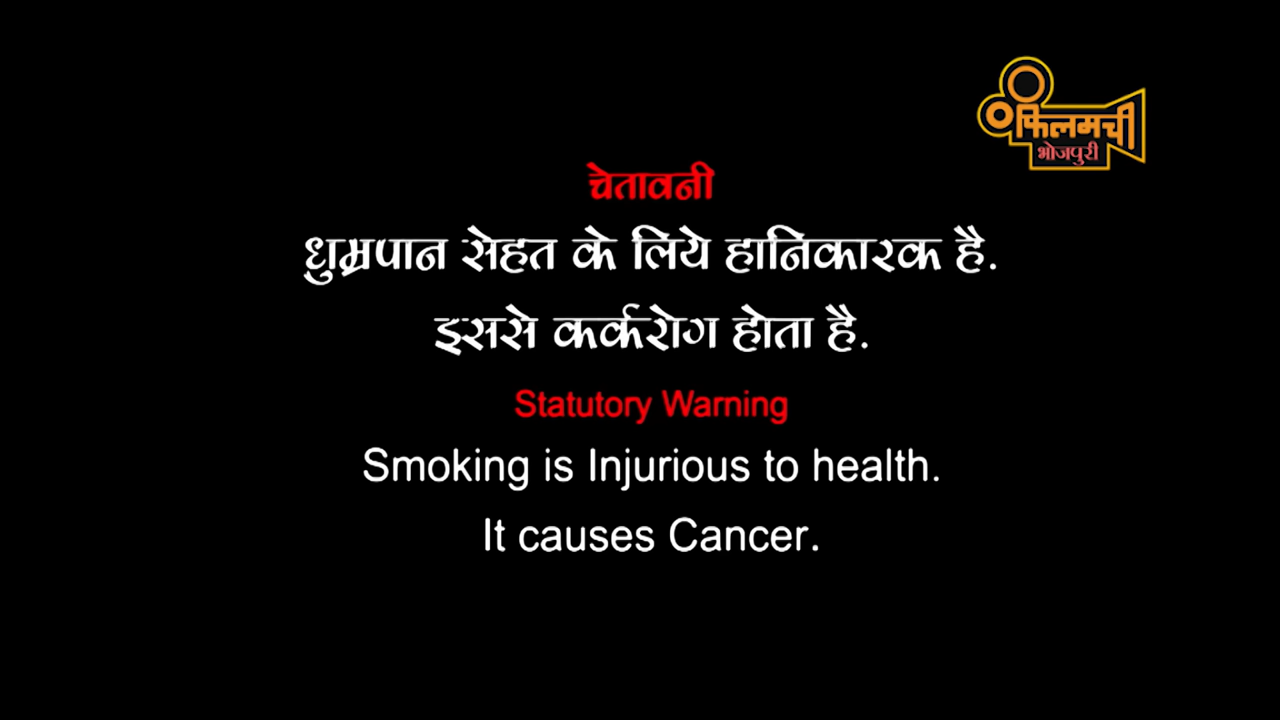 फिलमची
भोजपुरी
चेतावनी
धुम्रपान सेहत के लिये हानिकारक है.
इससे कर्करोग होता है.
Statutory Warning
Smoking is Injurious to health.
It causes Cancer.